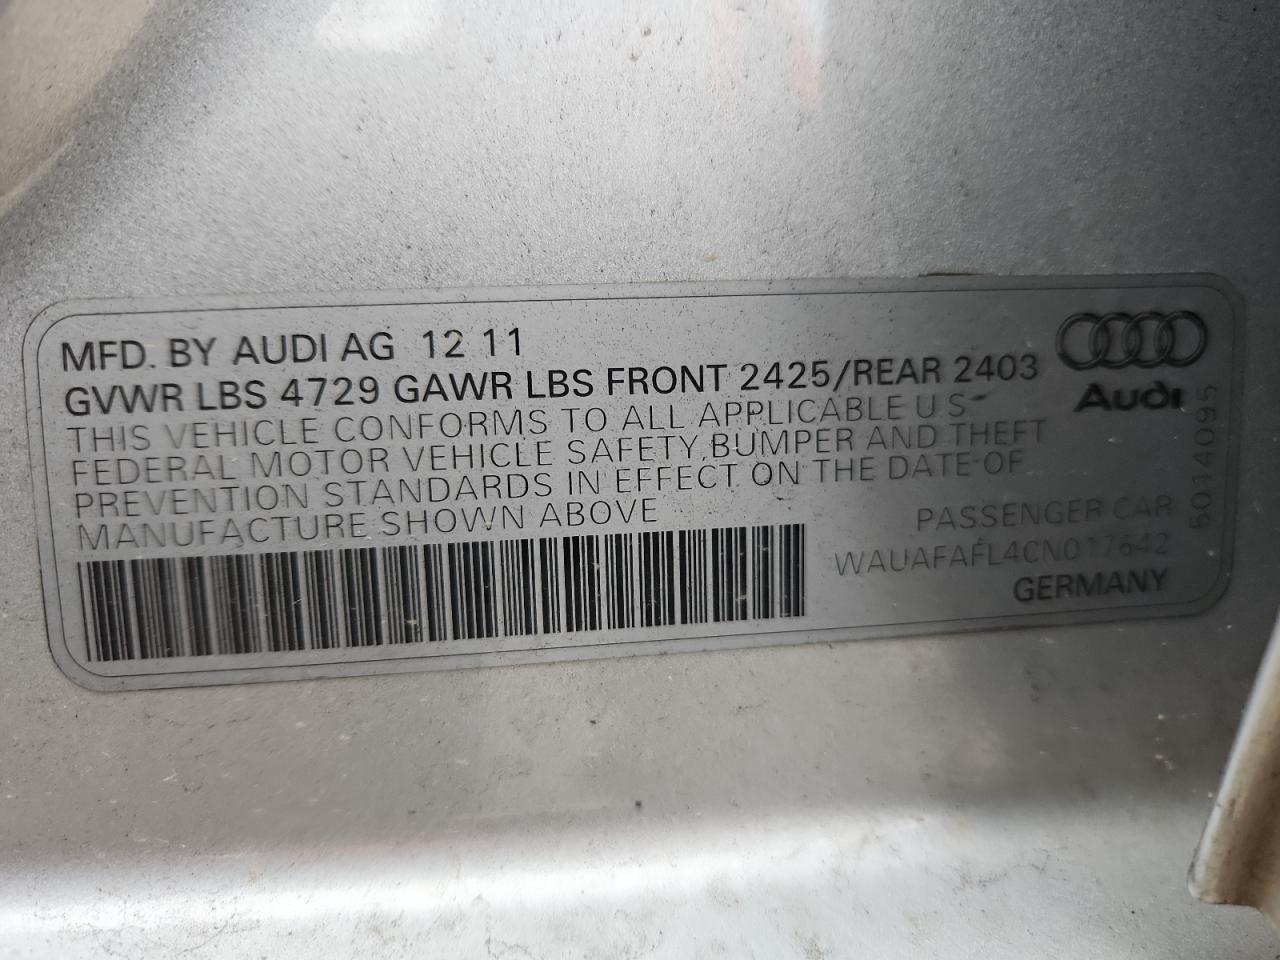 MFD. BY AUDI AG 12 11
GVWR LBS 4729 GAWR LBS FRONT 2425/REAR 2403
THIS VEHICLE CONFORMS TO ALL APPLICABLE U S
FEDERAL MOTOR VEHICLE SAFETY, BUMPER AND THEFT
PREVENTION STANDARDS IN EFFECT ON THE DATE OF
MANUFACTURE SHOWN ABOVE
Audi
PASSENGER CAR
WAUAFAFL4CN017642
GERMANY
50140095